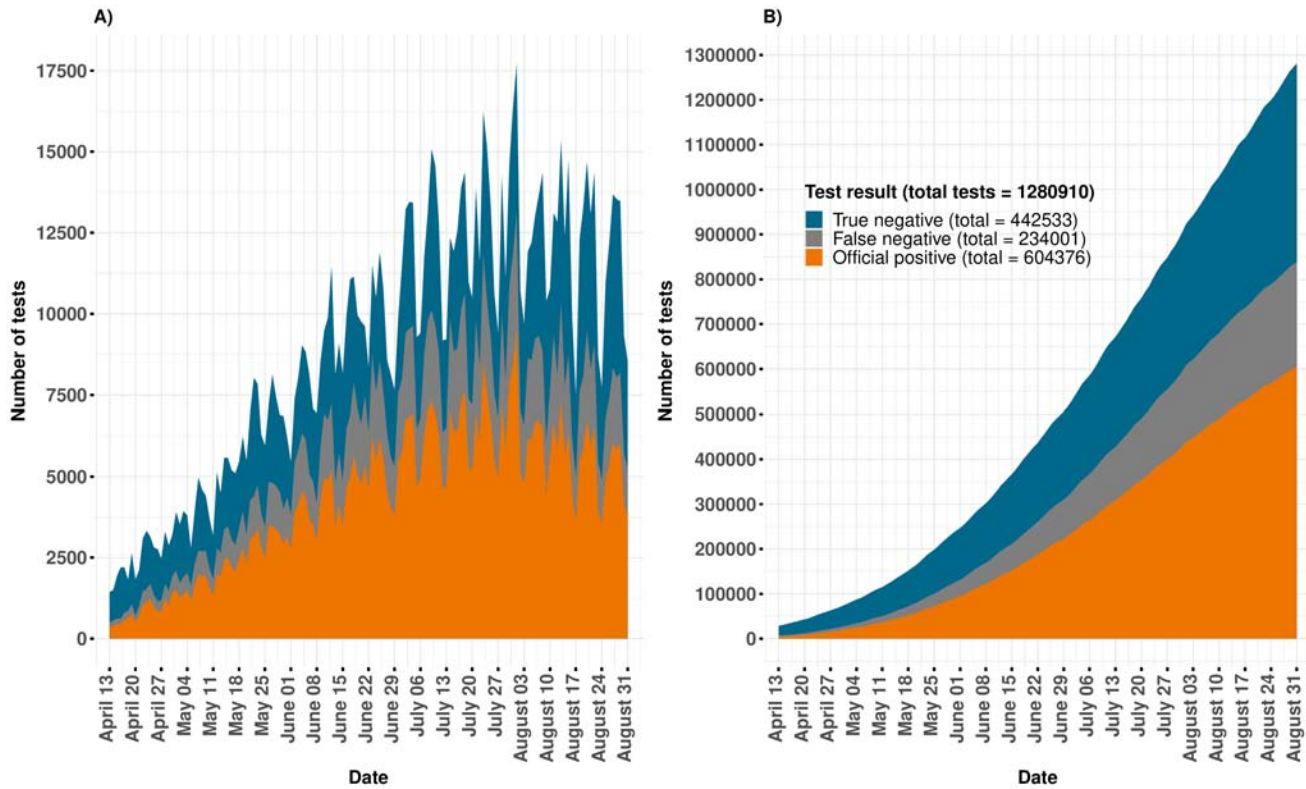 A)
Number of tests
17500
15000
12500
10000
7500
5000
2500
0
April 13
April 20
April 27
May 04
May 11
May 18
May 25
June 01
June 08
June 15
June 22
June 29
July 06
July 13
July 20
July 27
August 03
August 10
August 17
August 24
August 31
Date
B)
Number of tests
1300000
1200000
1100000
1000000
900000
800000
700000
600000
500000
400000
300000
200000
100000
0
Test result (total tests = 1280910)
True negative (total = 442533)
False negative (total = 234001)
Official positive (total = 604376)
April 13
April 20
April 27
May 04
May 11
May 18
May 25
June 01
June 08
June 15
June 22
June 29
July 06
July 13
July 20
July 27
August 03
August 10
August 17
August 24
August 31
Date